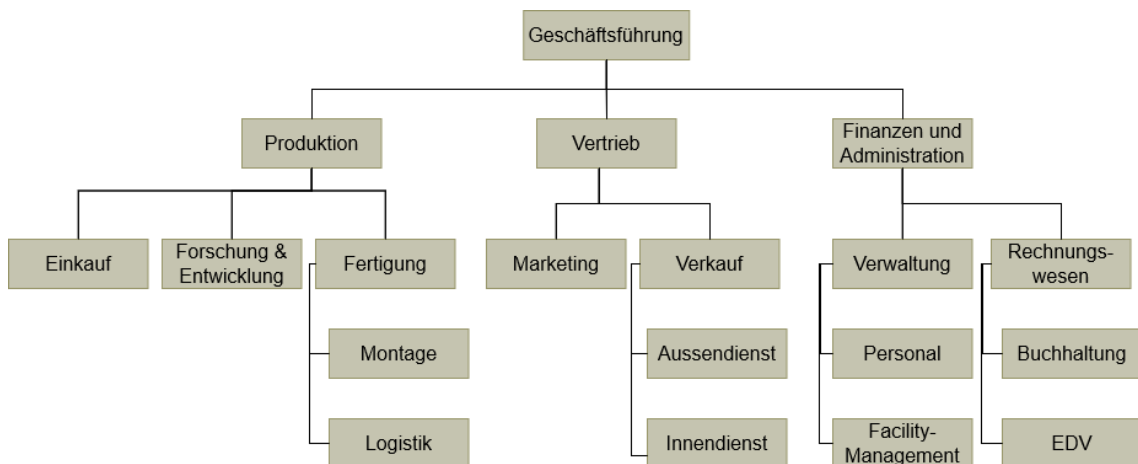 Geschäftsführung
Produktion
Vertrieb
Finanzen und
Administration
Einkauf
Forschung &
Entwicklung
Fertigung
Marketing
Verkauf
Verwaltung
Rechnungs-
wesen
Montage
Aussendienst
Personal
Buchhaltung
Logistik
Innendienst
Facility-
Management
EDV